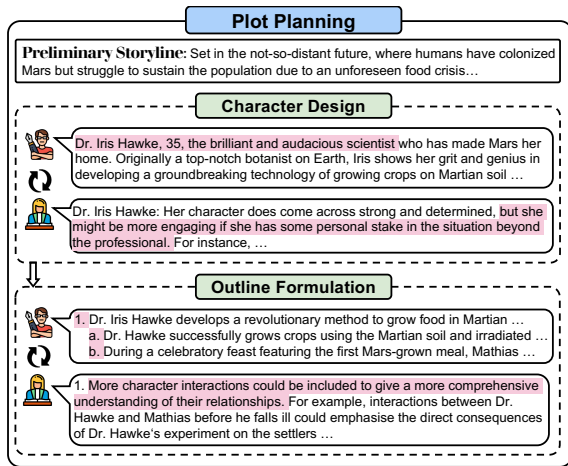 Plot Planning
Preliminary Storyline: Set in the not-so-distant future, where humans have colonized
Mars but struggle to sustain the population due to an unforeseen food crisis…
Character Design
Dr. Iris Hawke, 35, the brilliant and audacious scientist who has made Mars her
home. Originally a top-notch botanist on Earth, Iris shows her grit and genius in
developing a groundbreaking technology of growing crops on Martian soil …
Dr. Iris Hawke: Her character does come across strong and determined, but she
might be more engaging if she has some personal stake in the situation beyond
the professional. For instance, …
Outline Formulation
1. Dr. Iris Hawke develops a revolutionary method to grow food in Martian …
a. Dr. Hawke successfully grows crops using the Martian soil and irradiated …
b. During a celebratory feast featuring the first Mars-grown meal, Mathias …
1. More character interactions could be included to give a more comprehensive
understanding of their relationships. For example, interactions between Dr.
Hawke and Mathias before he falls ill could emphasise the direct consequences
of Dr. Hawke‘s experiment on the settlers …